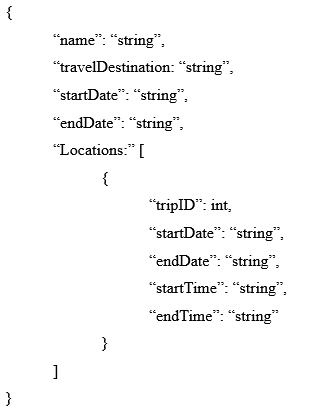 {
“name”: “string”,
“travelDestination: “string”,
“startDate”: “string”,
“endDate”: “string”,
“Locations:” [
{
“tripID”: int,
“startDate”: “string”,
“endDate”: “string”,
“startTime”: “string”,
“endTime”: “string”
}
]
}